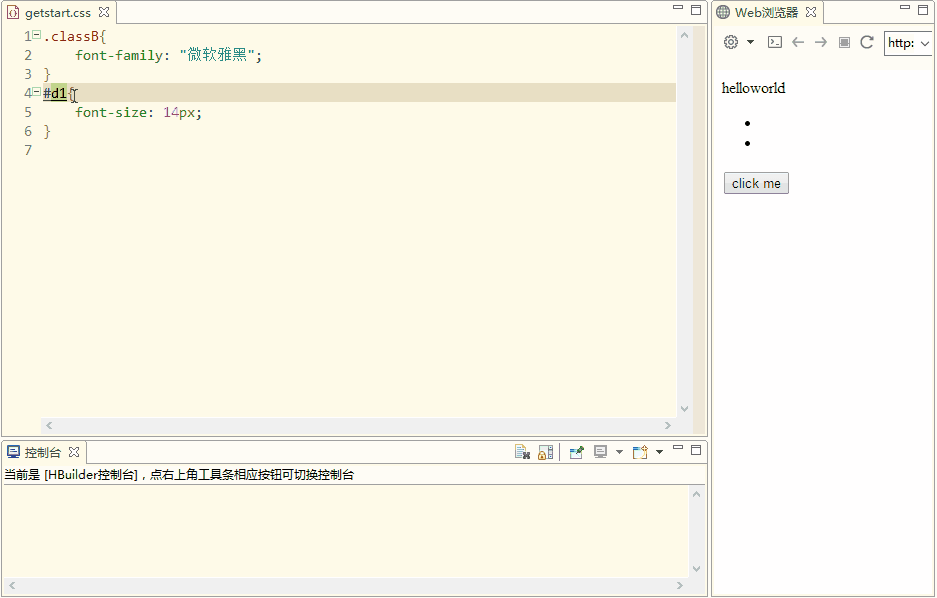 getstart.css
1 .classB{
2 font-family: "微软雅黑";
3 }
4 #d1{
5 font-size: 14px;
6 }
7
控制台
当前是 [HBuilder控制台]，点右上角工具条相应按钮可切换控制台
Web浏览器
http:
helloworld
click me